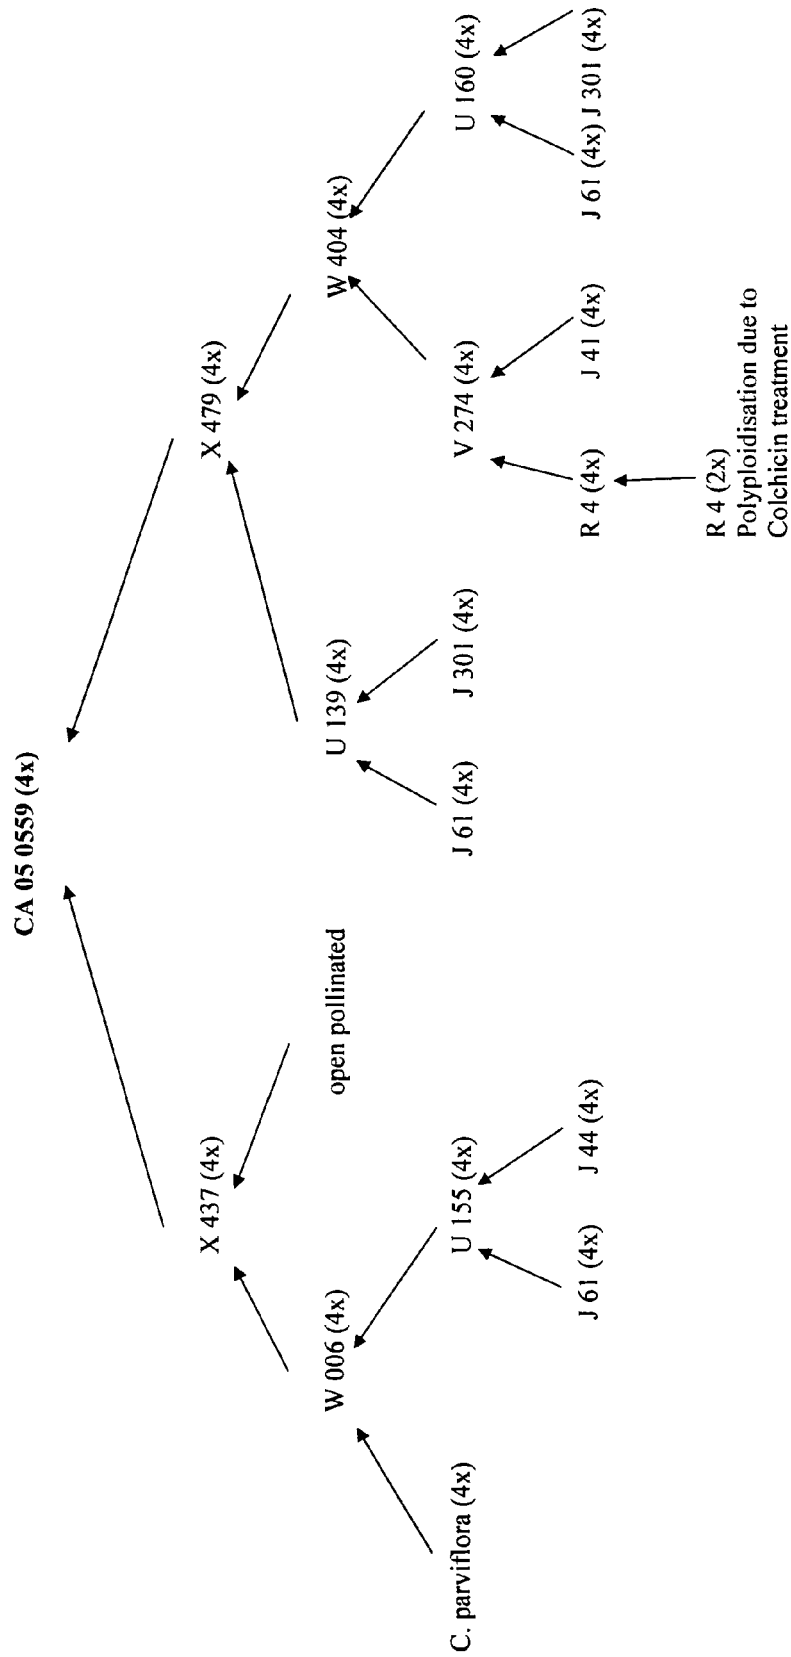 CA 05 0559 (4x)
X 437 (4x)
X 479 (4x)
W 006 (4x)
open pollinated
U 139 (4x)
W 404 (4x)
C. parviflora (4x)
U 155 (4x)
J 61 (4x)
J 301 (4x)
V 274 (4x)
U 160 (4x)
J 61 (4x)
J 44 (4x)
R 4 (4x)
J 41 (4x)
J 61 (4x)
J 301 (4x)
R 4 (2x)
Polyploidisation due to
Colchicin treatment